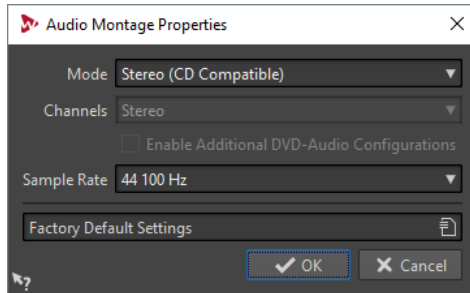 Audio Montage Properties
Mode Stereo (CD Compatible)
Channels Stereo
Enable Additional DVD-Audio Configurations
Sample Rate 44 100 Hz
Factory Default Settings
OK Cancel
?